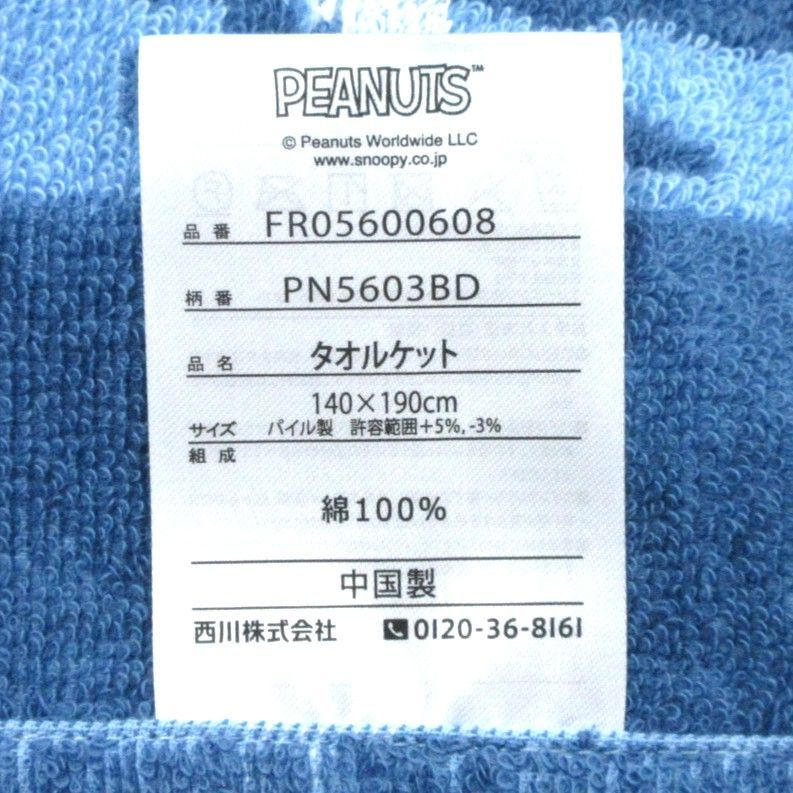 PEANUTS™
© Peanuts Worldwide LLC
www.snoopy.co.jp
品番 FR05600608
柄番 PN5603BD
品名 タオルケット
140×190cm
サイズ パイル製 許容範囲+5%,-3%
組成
綿100%
中国製
西川株式会社 0120-36-8161